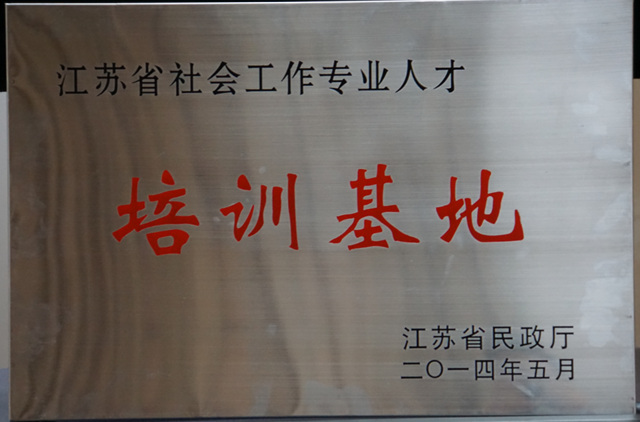 江苏省社会工作专业人才
培训基地
江苏省民政厅
二〇一四年五月